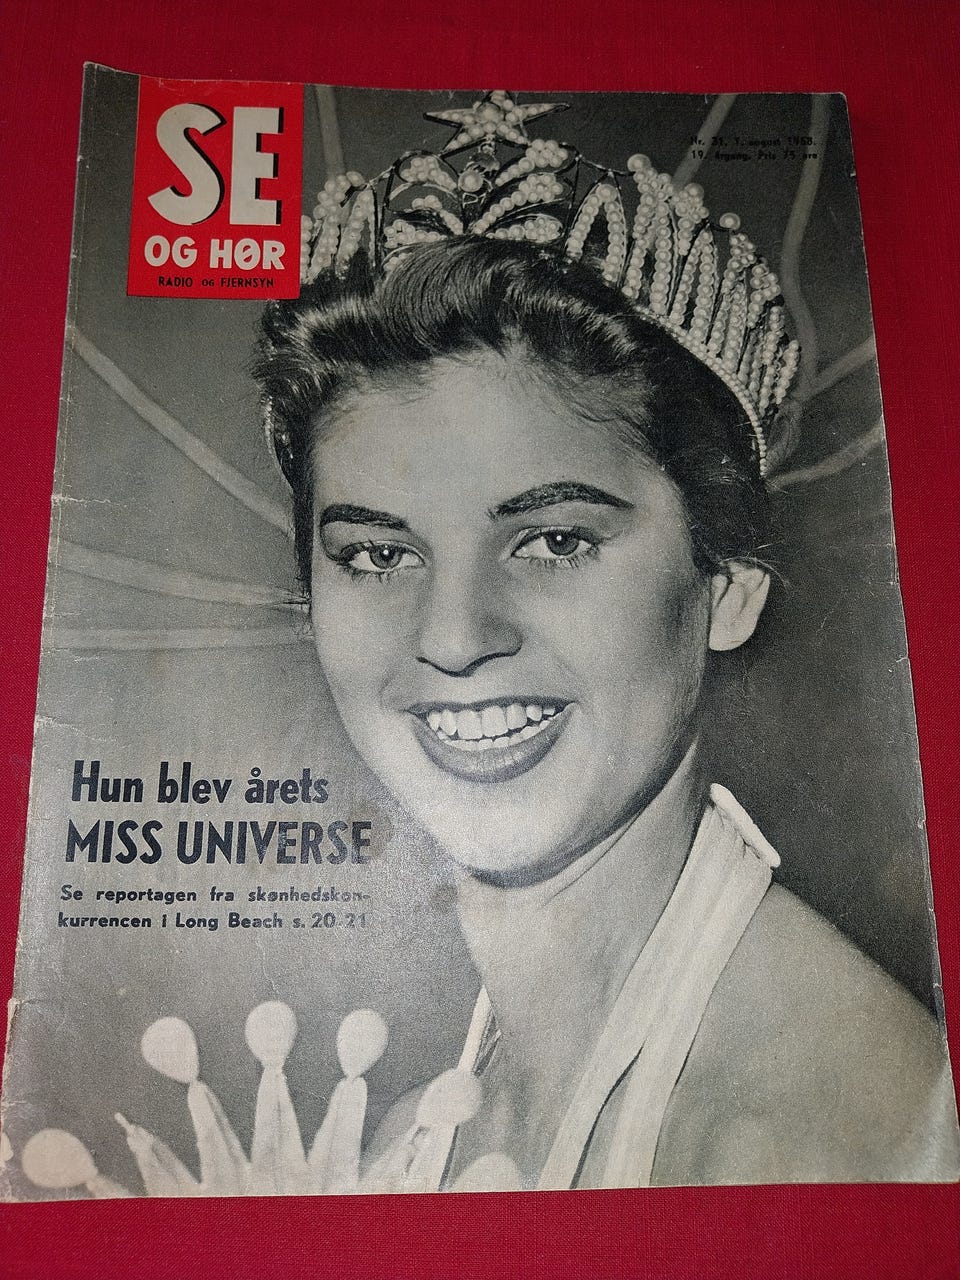 SE
OG HØR
RADIO OG FJERNSYN
Nr. 31. 1. august 1958.
19. årgang. Pris 75 øre
Hun blev årets
MISS UNIVERSE
Se reportagen fra skønhedskon-
kurrencen i Long Beach s. 20-21